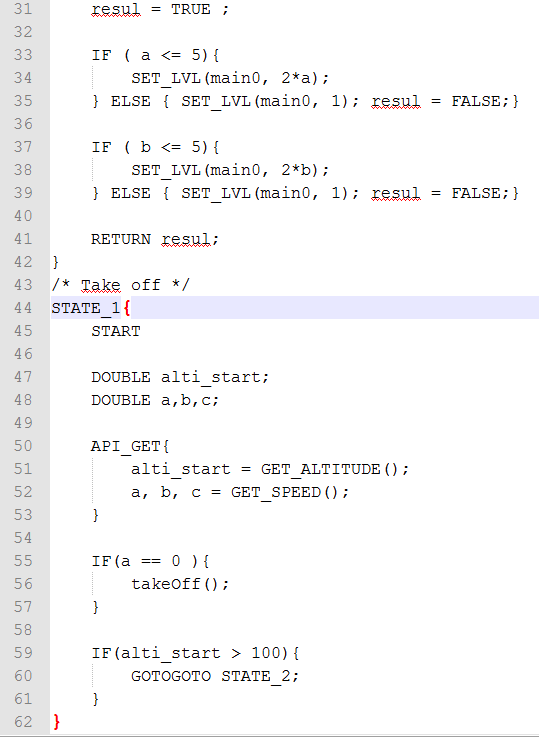 31     resul = TRUE ;
32
33     IF ( a <= 5){
34         SET_LVL(main0, 2*a);
35     } ELSE { SET_LVL(main0, 1); resul = FALSE;}
36
37     IF ( b <= 5){
38         SET_LVL(main0, 2*b);
39     } ELSE { SET_LVL(main0, 1); resul = FALSE;}
40
41     RETURN resul;
42 }
43 /* Take off */
44 STATE_1{
45     START
46
47     DOUBLE alti_start;
48     DOUBLE a,b,c;
49
50     API_GET{
51         alti_start = GET_ALTITUDE();
52         a, b, c = GET_SPEED();
53     }
54
55     IF(a == 0 ){
56         takeOff();
57     }
58
59     IF(alti_start > 100){
60         GOTOGOTO STATE_2;
61     }
62 }